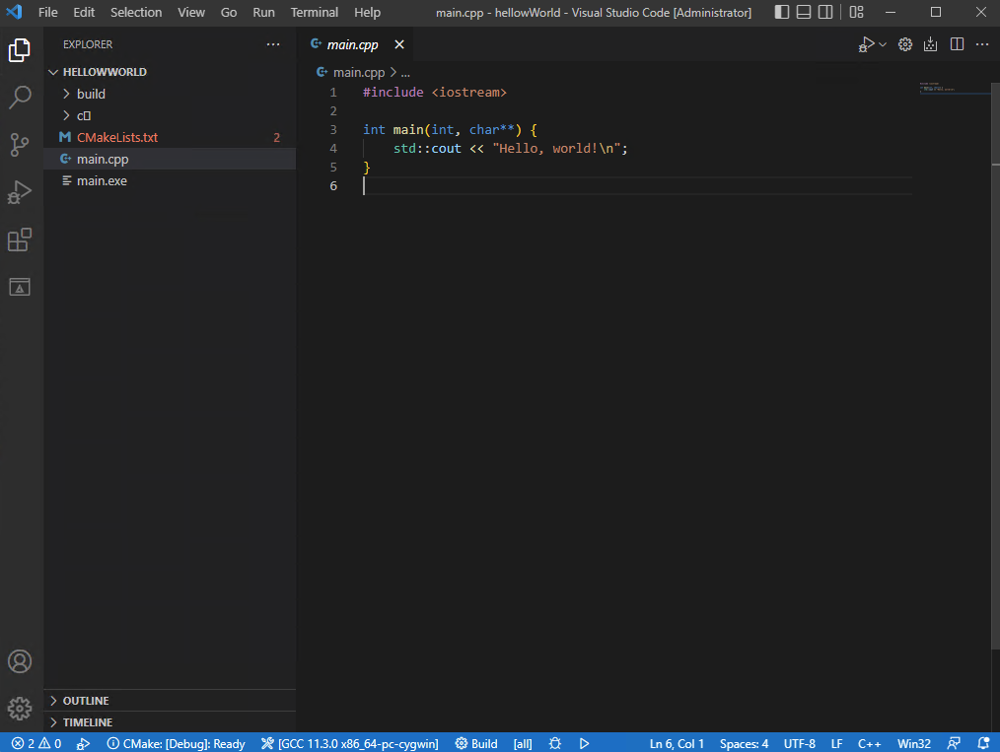 File Edit Selection View Go Run Terminal Help main.cpp - hellowWorld - Visual Studio Code [Administrator]
EXPLORER
HELLOWWORLD
build
c
CMakeLists.txt 2
main.cpp
main.exe
OUTLINE
TIMELINE
main.cpp
main.cpp > ...
1 #include <iostream>
2
3 int main(int, char**) {
4 std::cout << "Hello, world!\n";
5 }
6
2 0 CMake: [Debug]: Ready [GCC 11.3.0 x86_64-pc-cygwin] Build [all] Ln 6, Col 1 Spaces: 4 UTF-8 LF C++ Win32